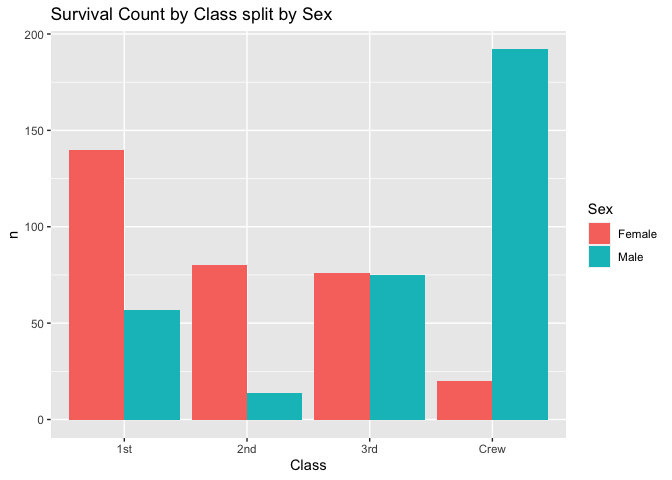 Survival Count by Class split by Sex
200
150
100
50
0
n
1st 2nd 3rd Crew
Class
Sex
Female
Male